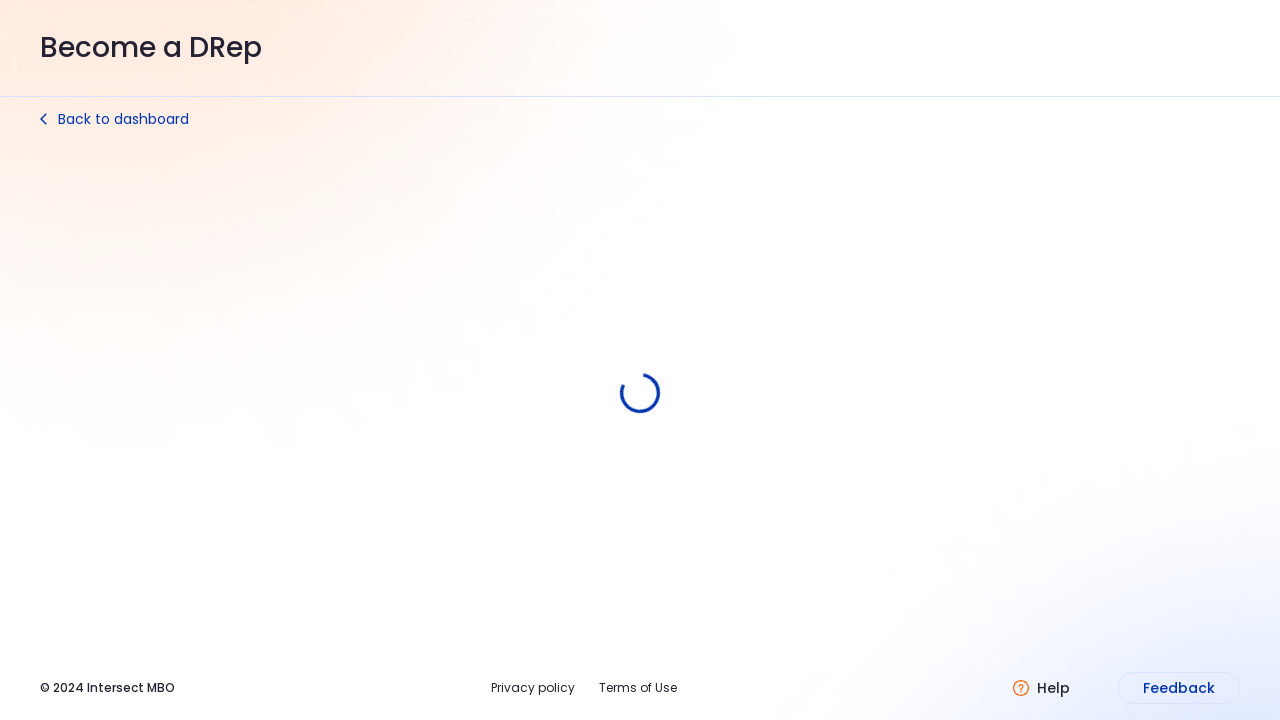 Become a DRep
Back to dashboard
© 2024 Intersect MBO
Privacy policy
Terms of Use
Help
Feedback